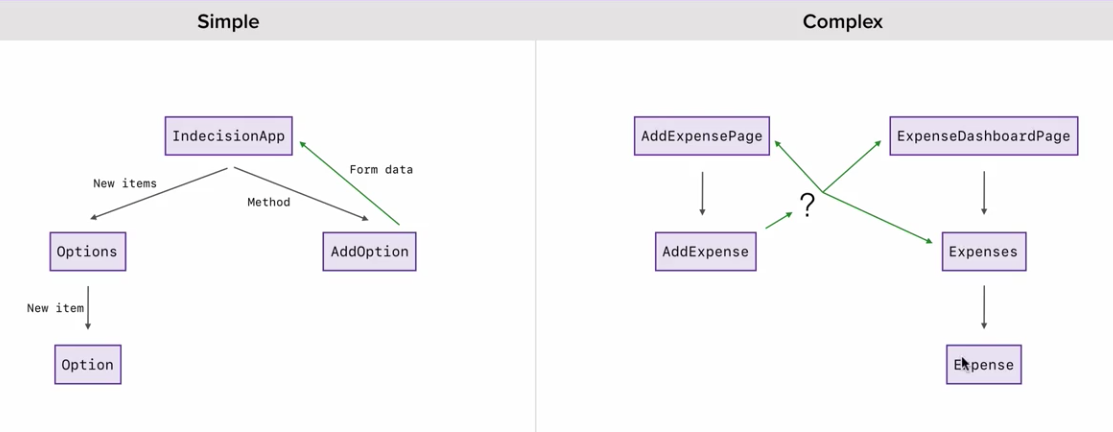 Simple
Complex
IndecisionApp
New items
Method
Form data
Options
AddOption
New item
Option
AddExpensePage
ExpenseDashboardPage
?
AddExpense
Expenses
Expense